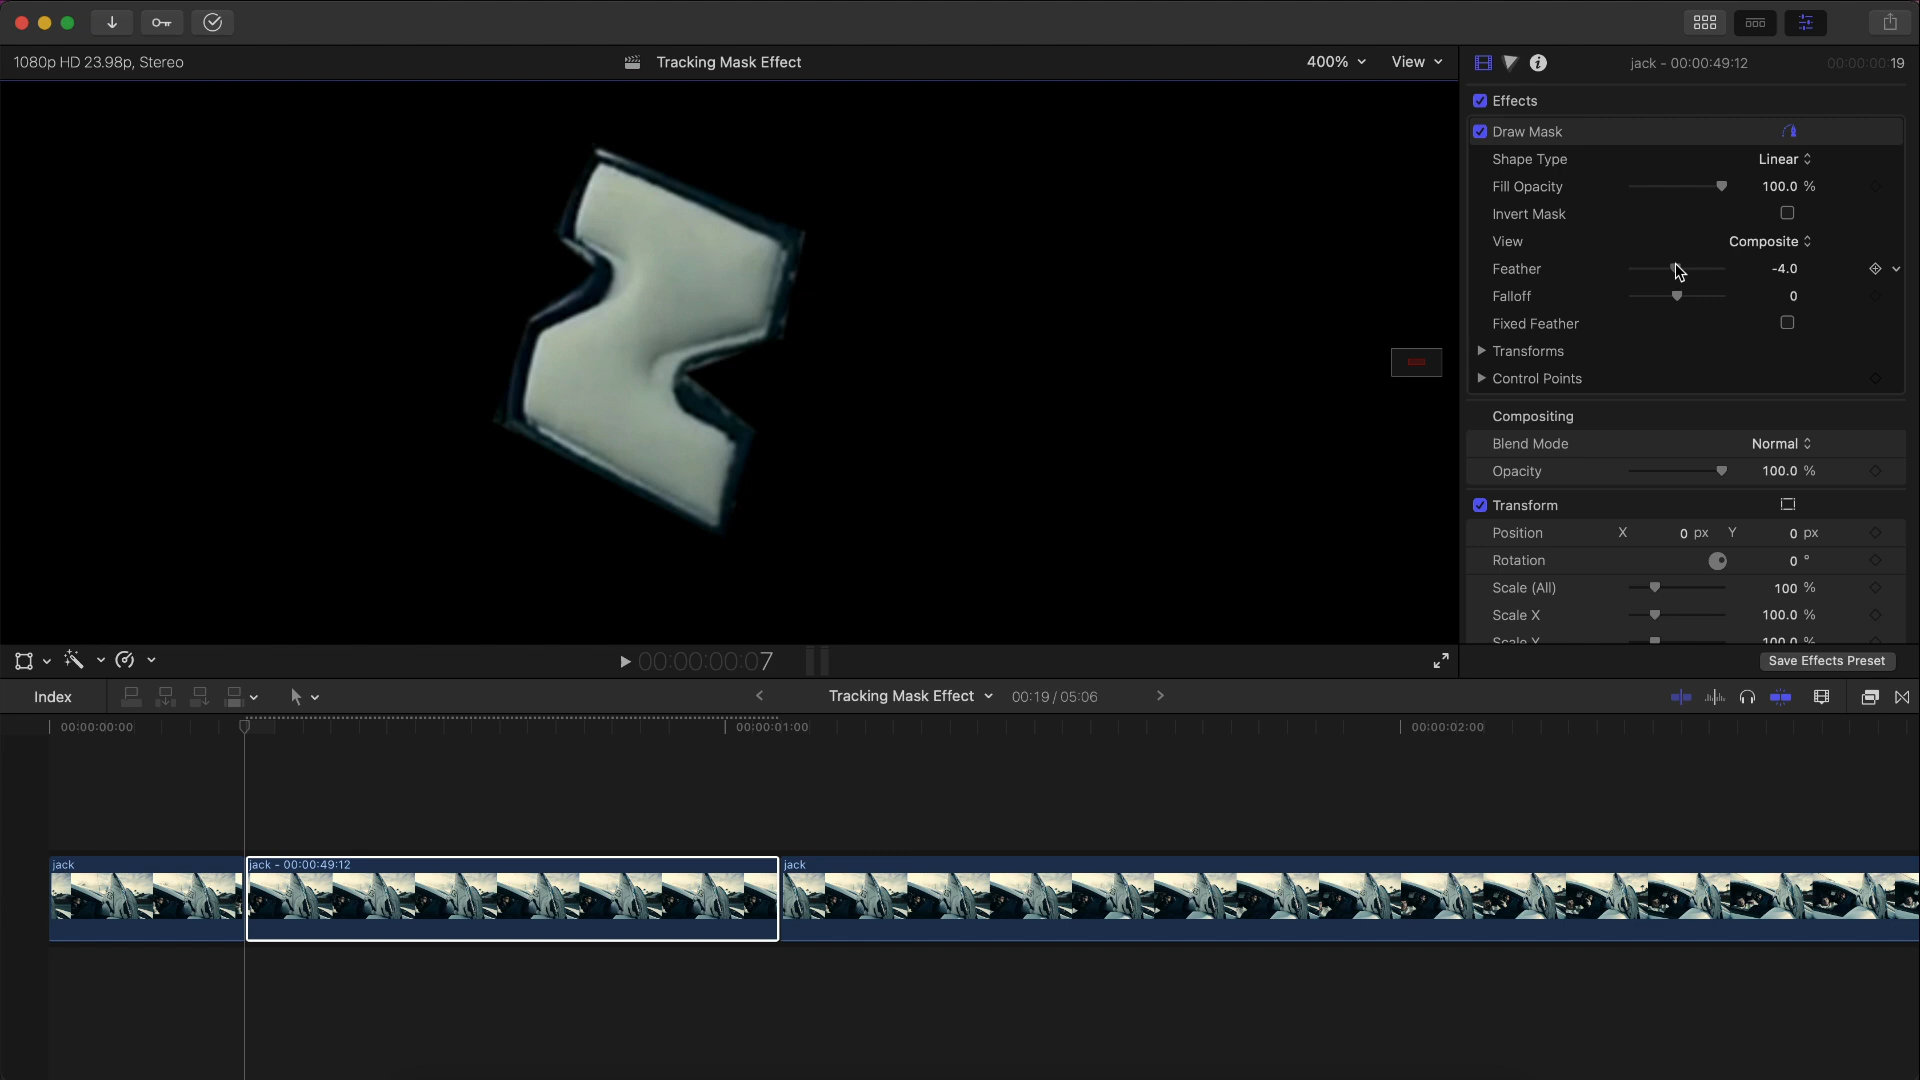 1080p HD 23.98p, Stereo
Tracking Mask Effect
400%
View
jack - 00:00:49:12
00:00:00:19
Effects
Draw Mask
Shape Type
Linear
Fill Opacity
100.0 %
Invert Mask
View
Composite
Feather
-4.0
Falloff
0
Fixed Feather
Transforms
Control Points
Compositing
Blend Mode
Normal
Opacity
100.0 %
Transform
Position
X 0 px Y 0 px
Rotation
0 °
Scale (All)
100 %
Scale X
100.0 %
Scale Y
100.0 %
00:00:00:07
Save Effects Preset
Index
Tracking Mask Effect
00:19 / 05:06
00:00:00:00
00:00:01:00
00:00:02:00
jack
jack - 00:00:49:12
jack